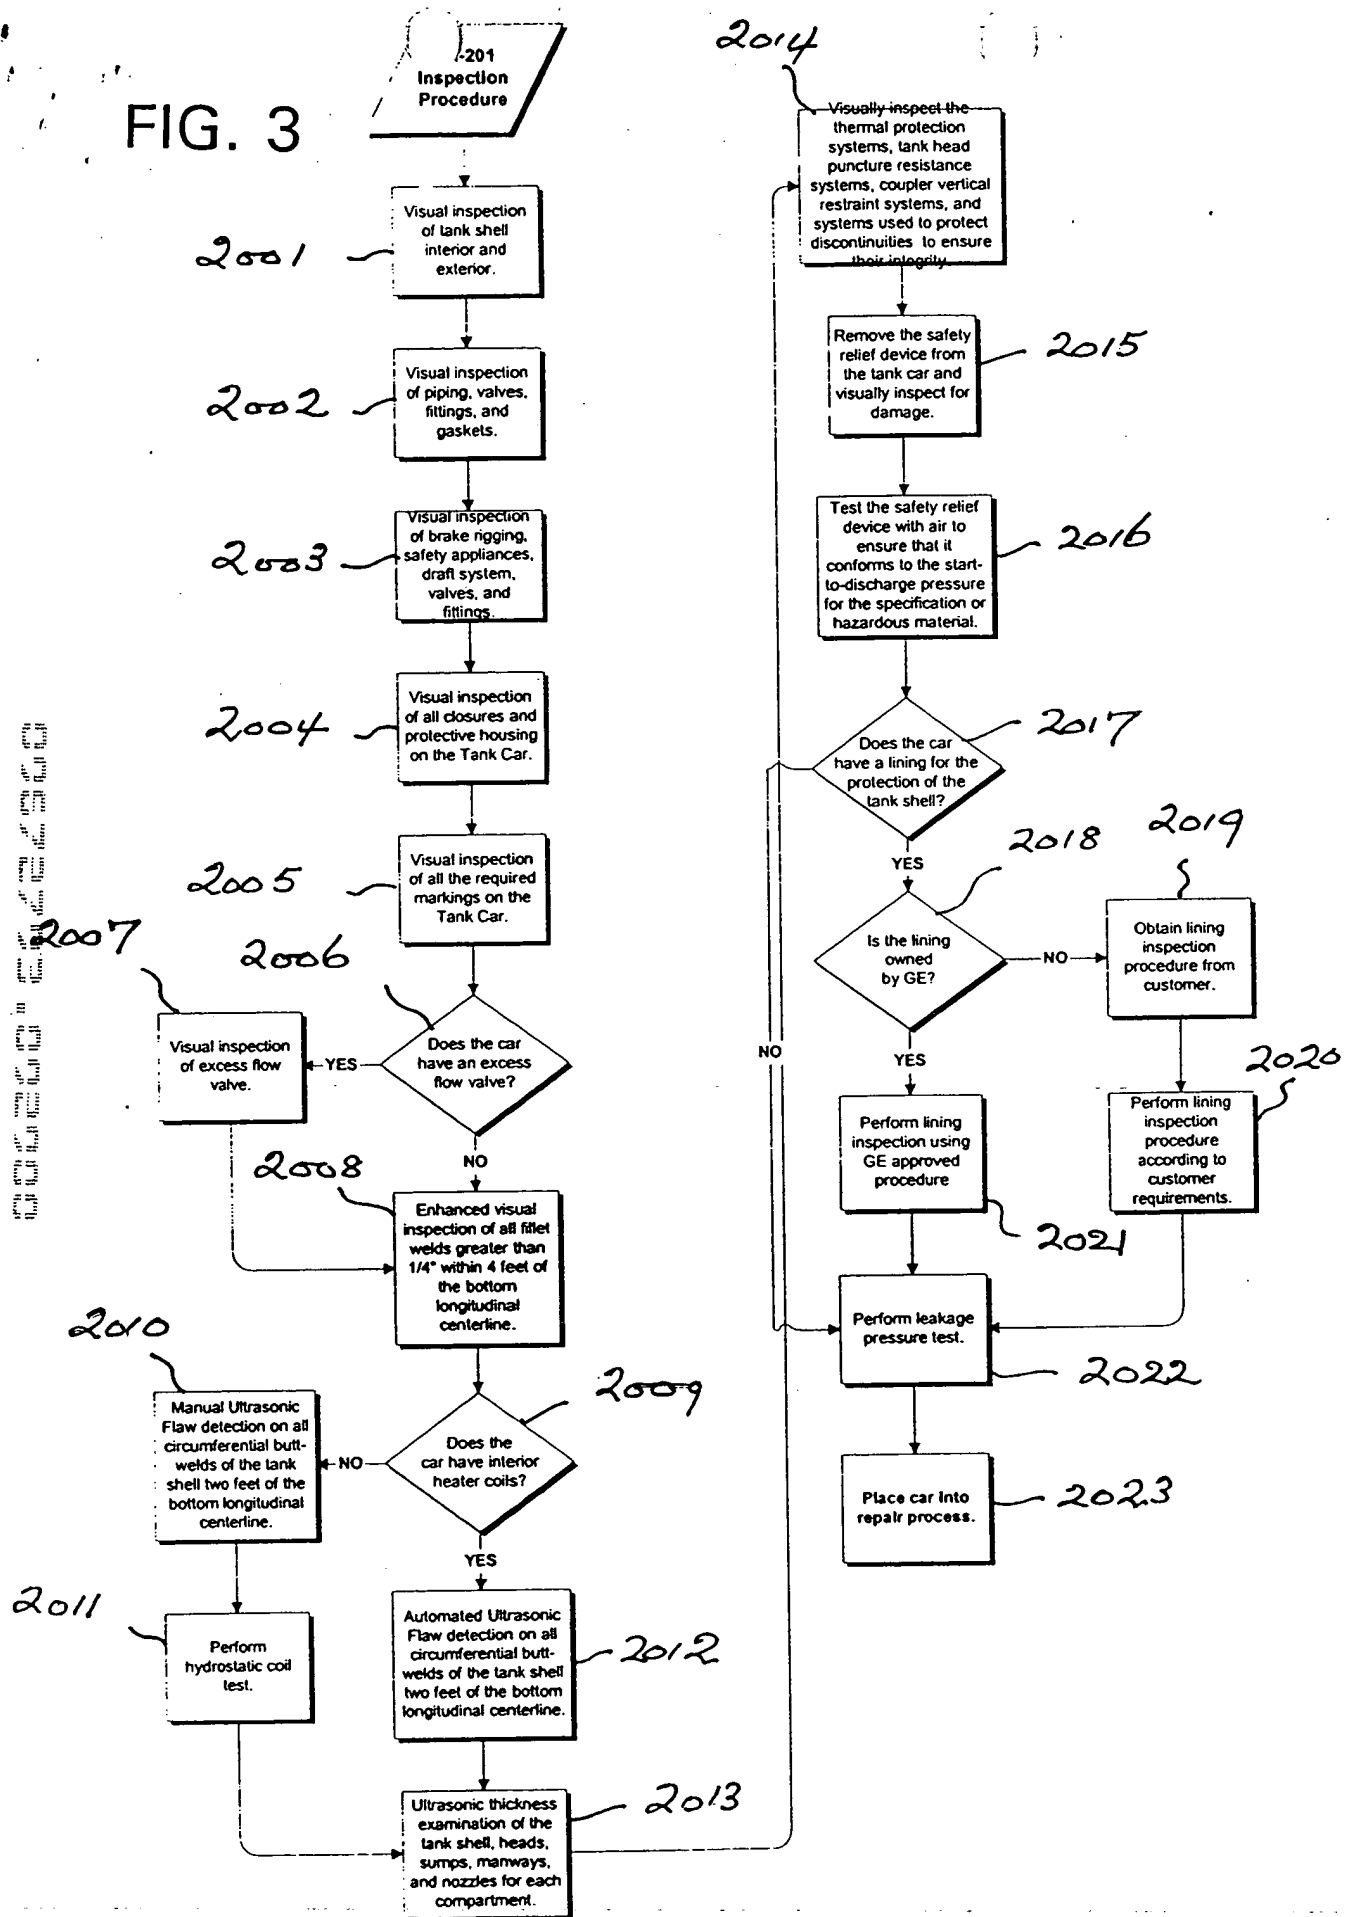 FIG. 3
-201
Inspection
Procedure
2001
Visual inspection
of tank shell
interior and
exterior.
2002
Visual inspection
of piping, valves,
fittings, and
gaskets.
2003
Visual inspection
of brake rigging,
safety appliances,
draft system,
valves, and
fittings.
2004
Visual inspection
of all closures and
protective housing
on the Tank Car.
2005
Visual inspection
of all the required
markings on the
Tank Car.
2006
Does the car
have an excess
flow valve?
YES
2007
Visual inspection
of excess flow
valve.
NO
2008
Enhanced visual
inspection of all fillet
welds greater than
1/4" within 4 feet of
the bottom
longitudinal
centerline.
2009
Does the
car have interior
heater coils?
NO
2010
Manual Ultrasonic
Flaw detection on all
circumferential butt-
welds of the tank
shell two feet of the
bottom longitudinal
centerline.
2011
Perform
hydrostatic coil
test.
YES
2012
Automated Ultrasonic
Flaw detection on all
circumferential butt-
welds of the tank shell
two feet of the bottom
longitudinal centerline.
2013
Ultrasonic thickness
examination of the
tank shell, heads,
sumps, manways,
and nozzles for each
compartment.
2014
Visually inspect the
thermal protection
systems, tank head
puncture resistance
systems, coupler vertical
restraint systems, and
systems used to protect
discontinuities to ensure
their integrity.
2015
Remove the safety
relief device from
the tank car and
visually inspect for
damage.
2016
Test the safety relief
device with air to
ensure that it
conforms to the start-
to-discharge pressure
for the specification or
hazardous material.
2017
Does the car
have a lining for the
protection of the
tank shell?
NO
YES
2018
Is the lining
owned
by GE?
NO
2019
Obtain lining
inspection
procedure from
customer.
2020
Perform lining
inspection
procedure
according to
customer
requirements.
YES
2021
Perform lining
inspection using
GE approved
procedure
2022
Perform leakage
pressure test.
2023
Place car into
repair process.